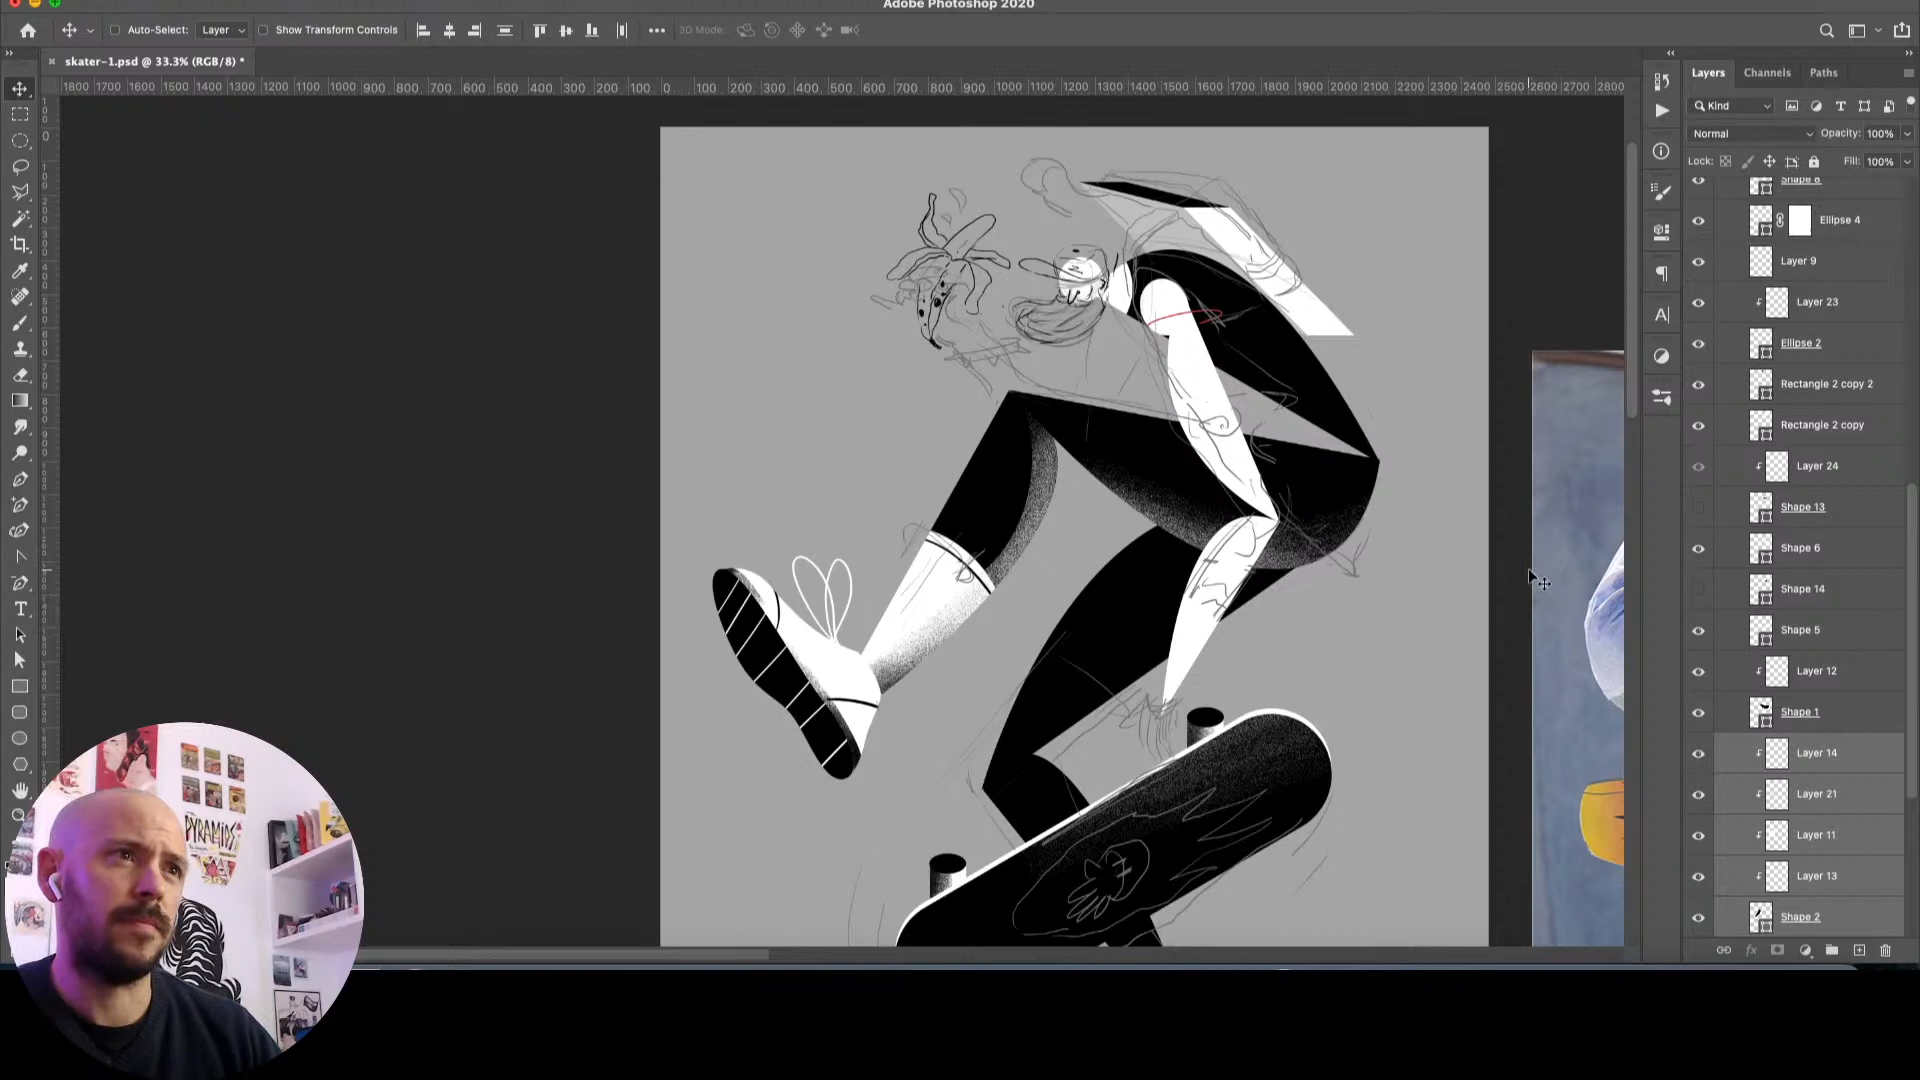 Adobe Photoshop 2020
Auto-Select: Layer Show Transform Controls 3D Mode:
skater-1.psd @ 33.3% (RGB/8) *
1800 1700 1600 1500 1400 1300 1200 1100 1000 900 800 700 600 500 400 300 200 100 0 100 200 300 400 500 600 700 800 900 1000 1100 1200 1300 1400 1500 1600 1700 1800 1900 2000 2100 2200 2300 2400 2500 2600 2700 2800
Layers Channels Paths
Kind
Normal Opacity: 100%
Lock: Fill: 100%
Shape 8
Ellipse 4
Layer 9
Layer 23
Ellipse 2
Rectangle 2 copy 2
Rectangle 2 copy
Layer 24
Shape 13
Shape 6
Shape 14
Shape 5
Layer 12
Shape 1
Layer 14
Layer 21
Layer 11
Layer 13
Shape 2
PYRAMIDS